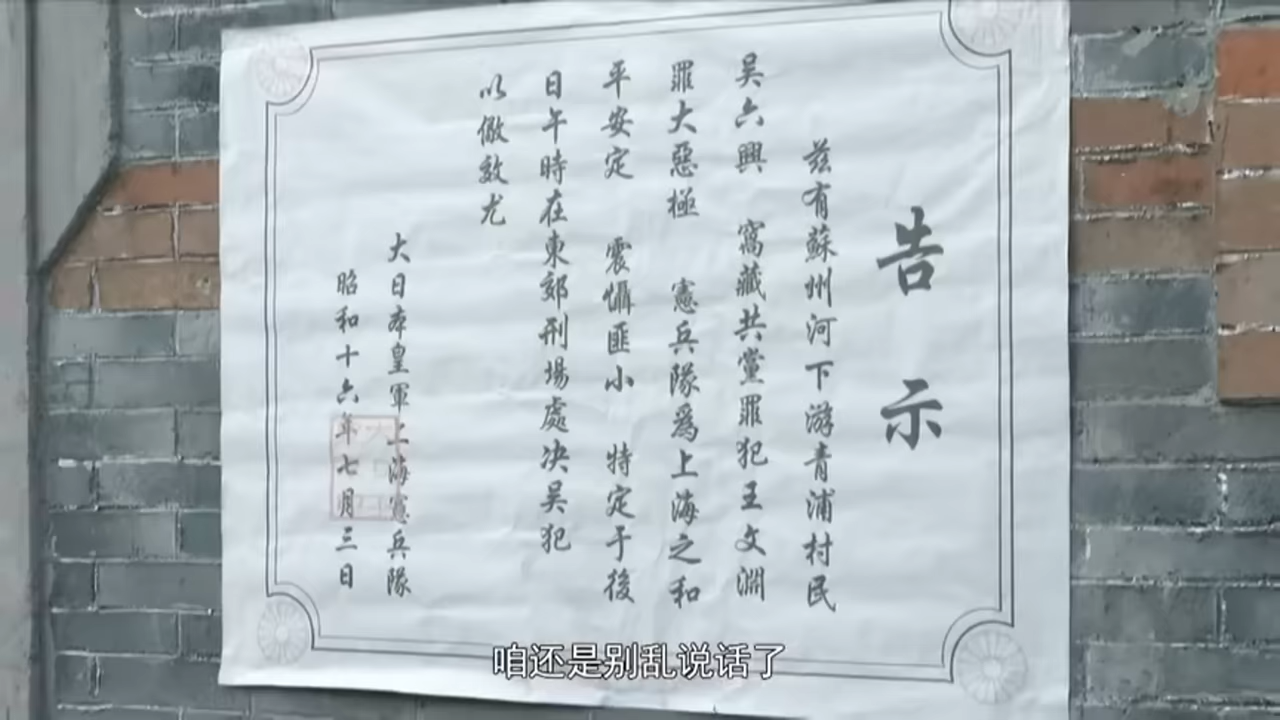 告示
茲有蘇州河下游青浦村民
吴六興 窩藏共黨罪犯王文淵
罪大惡極 憲兵隊爲上海之和
平安定 震懾匪小 特定于後
日午時在東郊刑場處决吴犯
以儆效尤
大日本皇軍上海憲兵隊
昭和十六年七月三日
咱还是别乱说话了